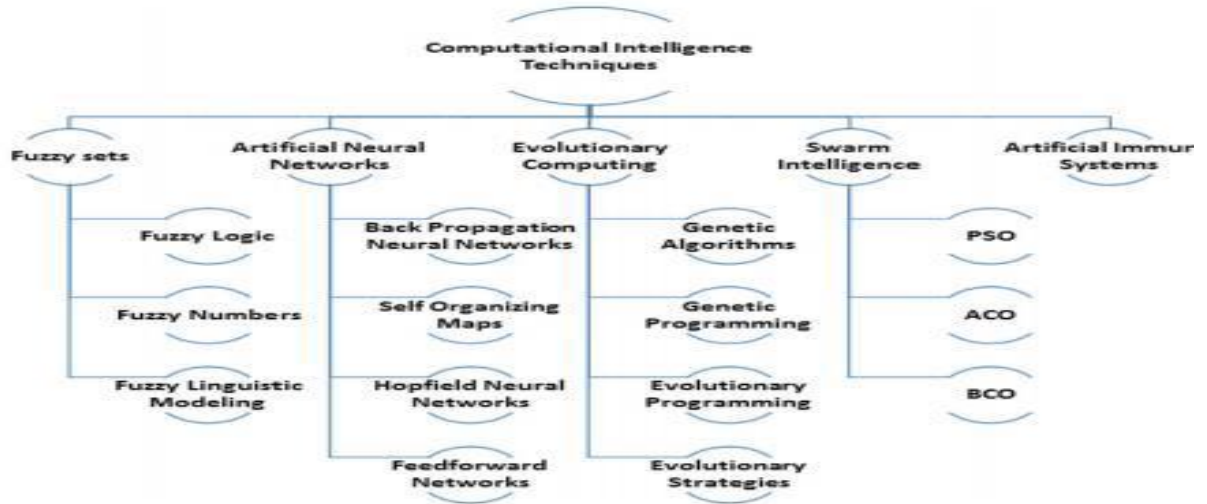 Computational Intelligence
Techniques
Fuzzy sets
Artificial Neural
Networks
Evolutionary
Computing
Swarm
Intelligence
Artificial Immur
Systems
Fuzzy Logic
Fuzzy Numbers
Fuzzy Linguistic
Modeling
Back Propagation
Neural Networks
Self Organizing
Maps
Hopfield Neural
Networks
Feedforward
Networks
Genetic
Algorithms
Genetic
Programming
Evolutionary
Programming
Evolutionary
Strategies
PSO
ACO
BCO